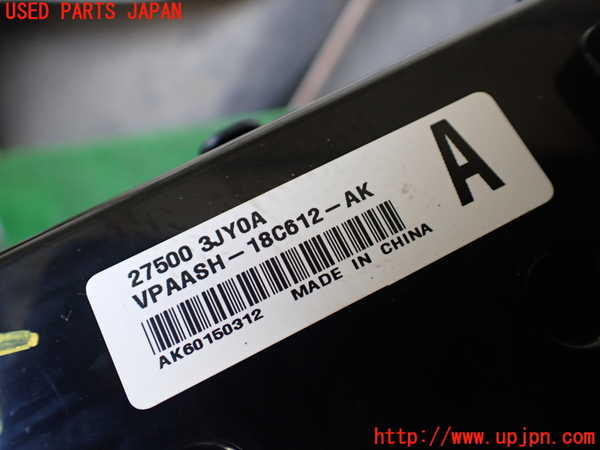 USED PARTS JAPAN
A
27500 3JY0A
VPAASH-18C612-AK
MADE IN CHINA
AK60150312
http://www.upjpn.com/